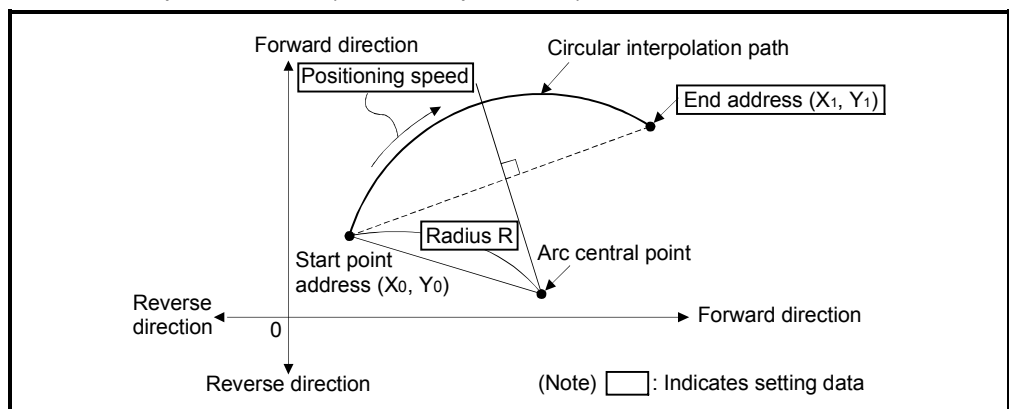 Forward direction
Circular interpolation path
Positioning speed
End address (X1, Y1)
Radius R
Arc central point
Start point
address (X0, Y0)
Reverse
direction
0
Forward direction
Reverse direction
(Note) : Indicates setting data